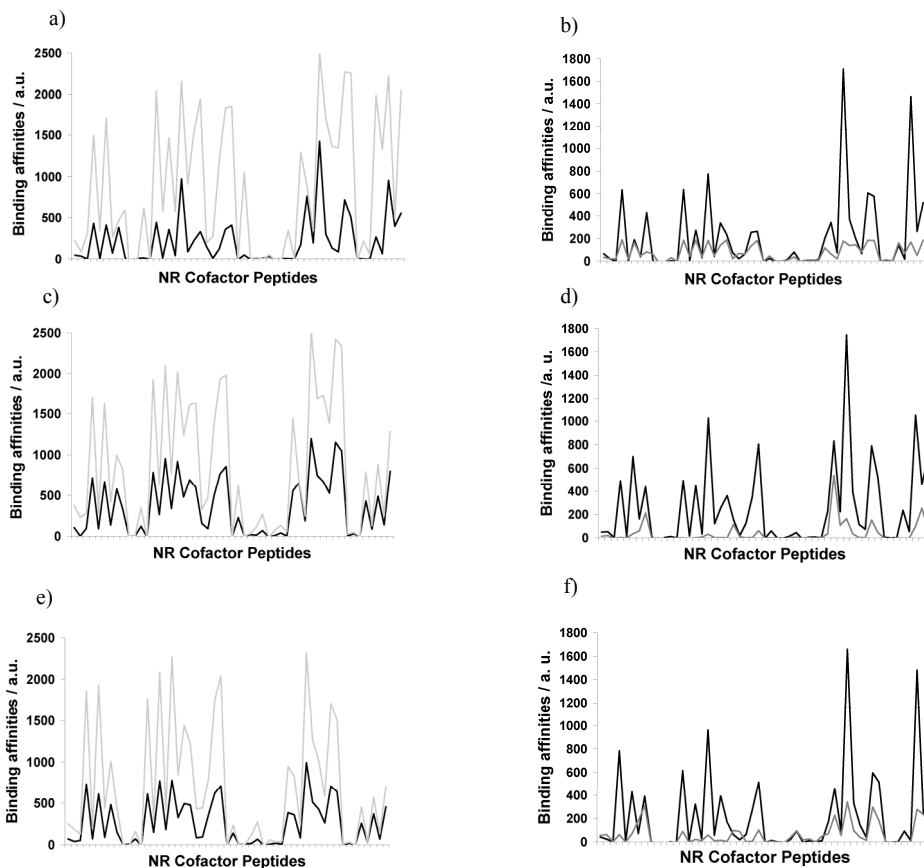 a)
Binding affinities / a.u.
2500
2000
1500
1000
500
0
NR Cofactor Peptides
b)
Binding affinities / a.u.
1800
1600
1400
1200
1000
800
600
400
200
0
NR Cofactor Peptides
c)
Binding affinities / a.u.
2500
2000
1500
1000
500
0
NR Cofactor Peptides
d)
Binding affinities /a. u.
1800
1600
1400
1200
1000
800
600
400
200
0
NR Cofactor Peptides
e)
Binding affinities / a.u.
2500
2000
1500
1000
500
0
NR Cofactor Peptides
f)
Binding affinities / a. u.
1800
1600
1400
1200
1000
800
600
400
200
0
NR Cofactor Peptides